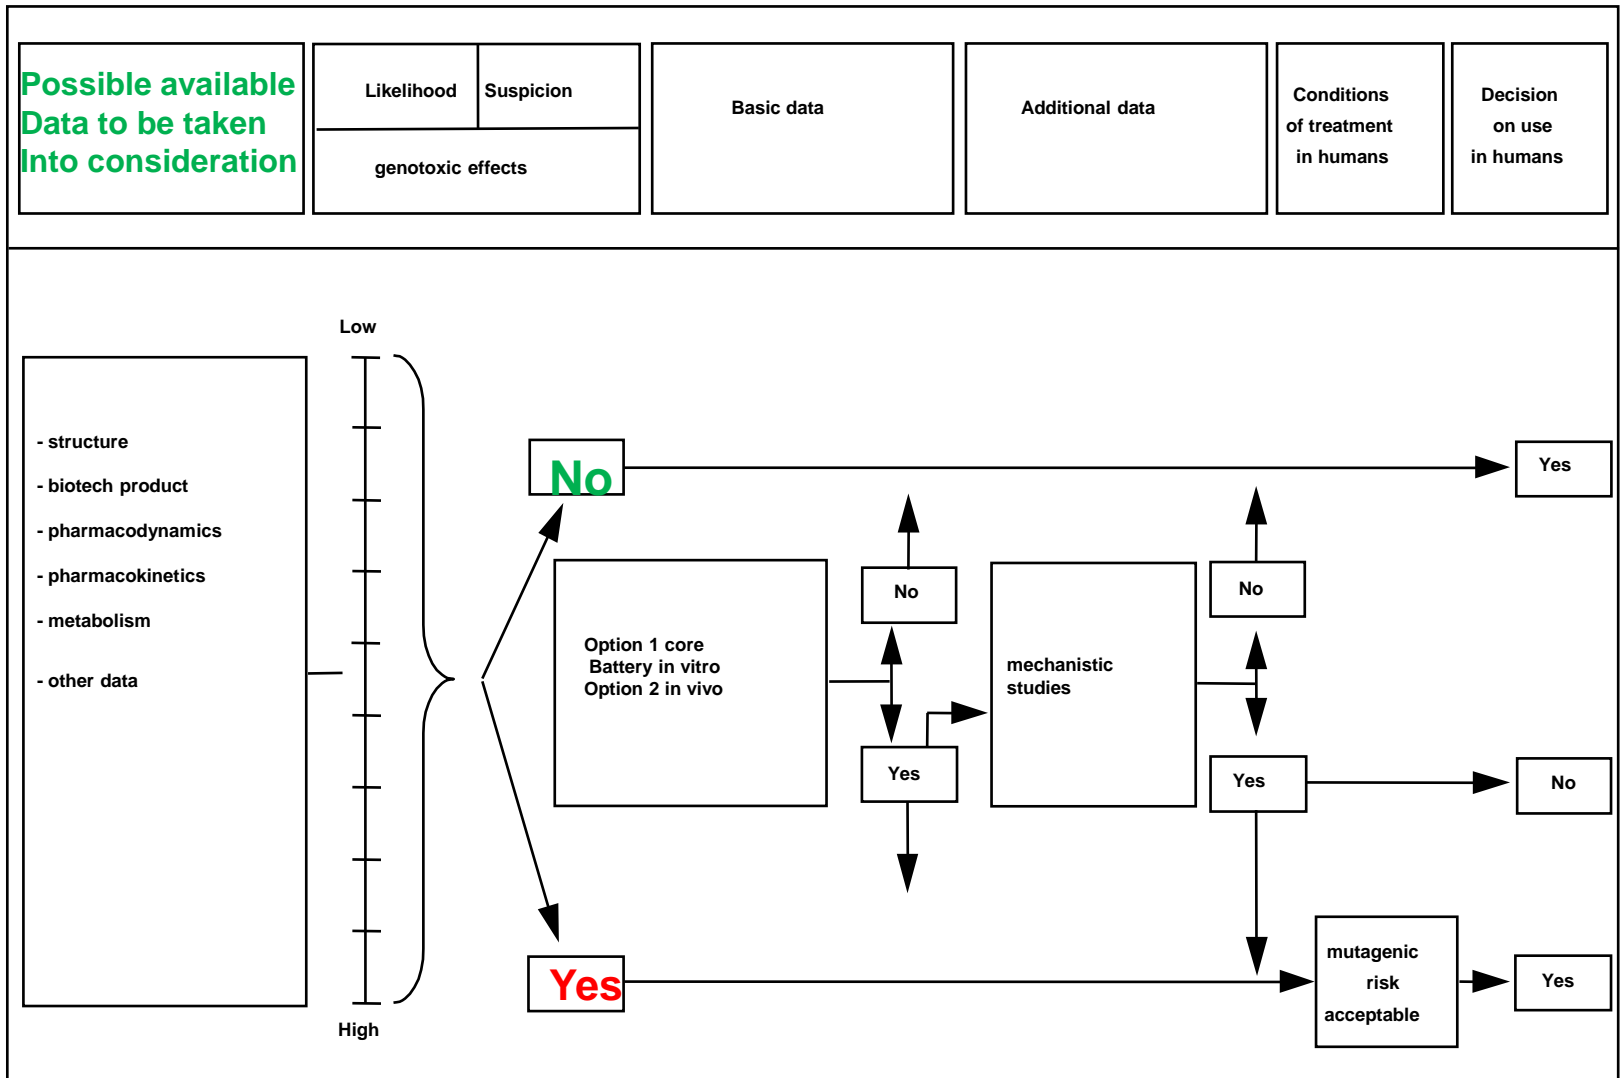 Possible available
Data to be taken
Into consideration
Likelihood
Suspicion
genotoxic effects
Basic data
Additional data
Conditions
of treatment
in humans
Decision
on use
in humans
Low
- structure
- biotech product
- pharmacodynamics
- pharmacokinetics
- metabolism
- other data
High
No
Yes
Option 1 core
Battery in vitro
Option 2 in vivo
No
Yes
mechanistic
studies
No
Yes
No
Yes
mutagenic
risk
acceptable
Yes